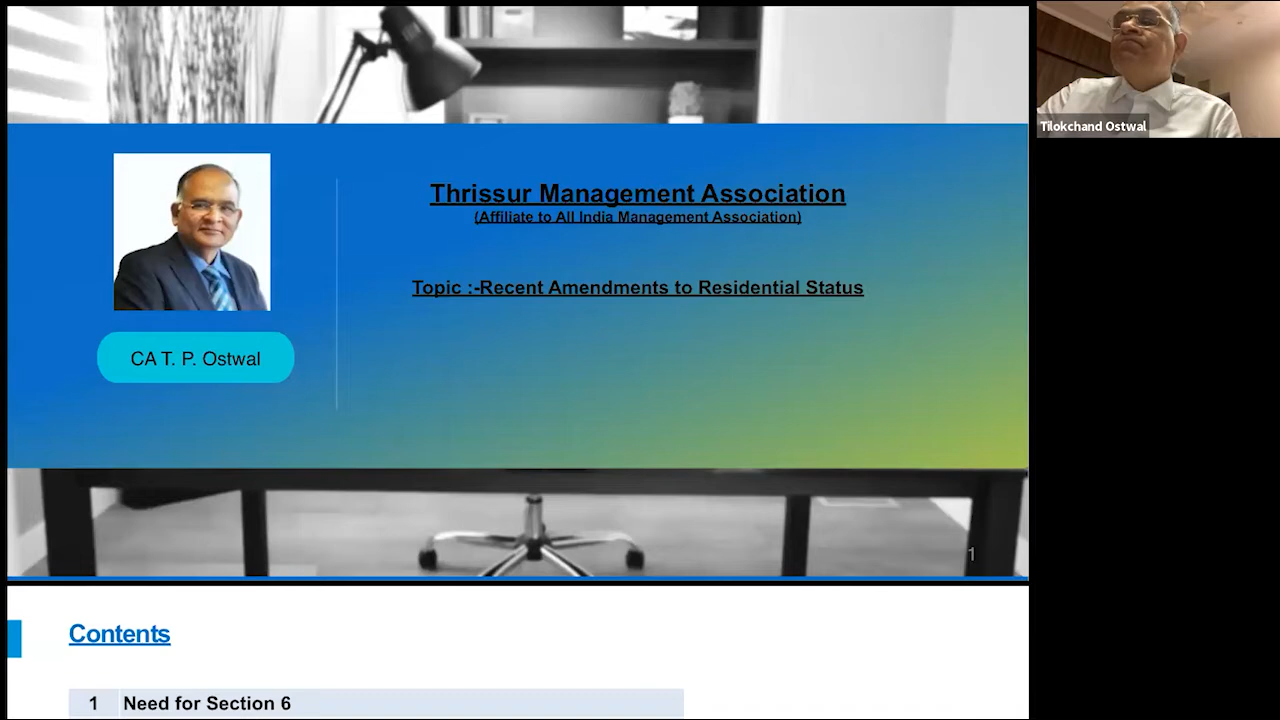 Thrissur Management Association
(Affiliate to All India Management Association)
Topic :-Recent Amendments to Residential Status
CA T. P. Ostwal
1
Contents
1 Need for Section 6
Tilokchand Ostwal